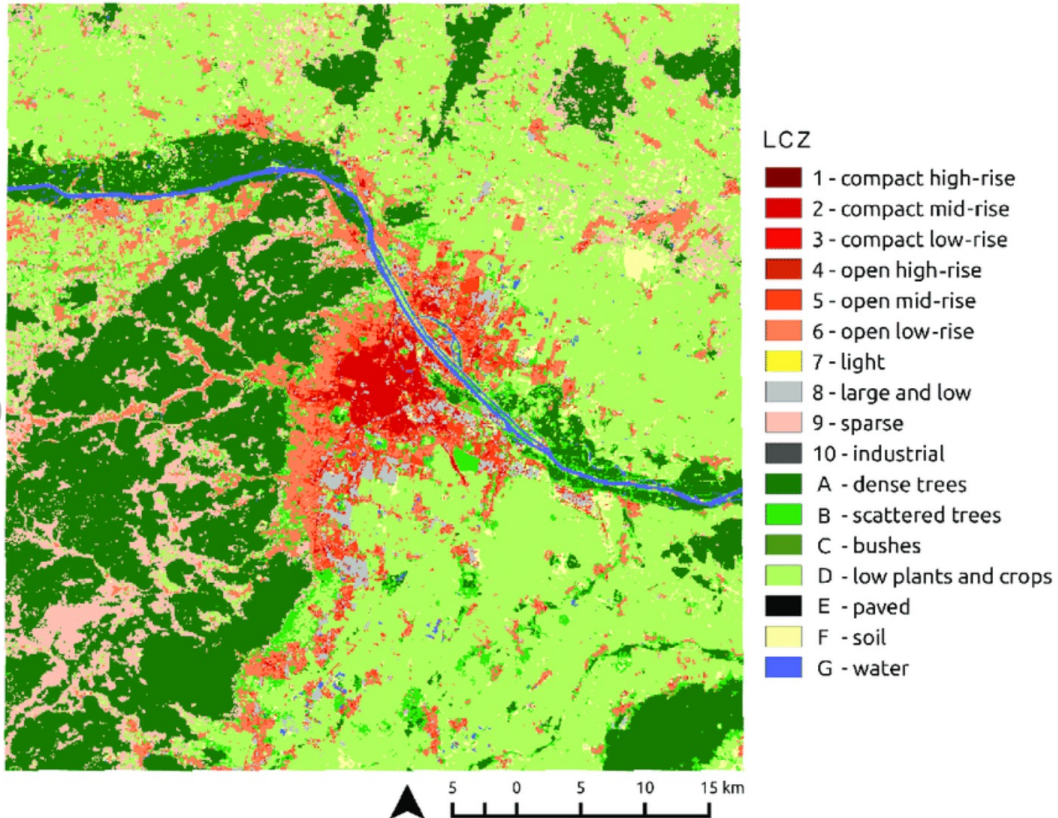 LCZ
1 - compact high-rise
2 - compact mid-rise
3 - compact low-rise
4 - open high-rise
5 - open mid-rise
6 - open low-rise
7 - light
8 - large and low
9 - sparse
10 - industrial
A - dense trees
B - scattered trees
C - bushes
D - low plants and crops
E - paved
F - soil
G - water
5 0 5 10 15 km